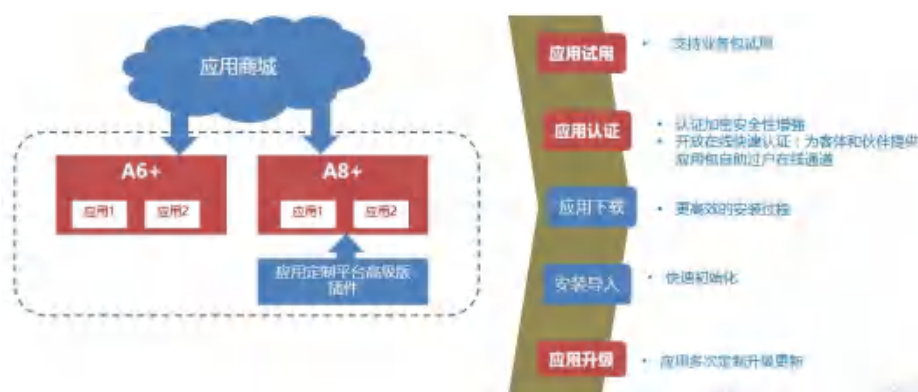 应用商城
A6+
应用1
应用2
A8+
应用1
应用2
应用定制平台高级版
插件
应用试用
• 支持业务包试用
应用认证
• 认证加密安全性增强
• 开放在线快速认证:为客体和伙伴提供
应用包自助过户在线通道
应用下载
• 更高效的安装过程
安装导入
• 快速初始化
应用升级
• 应用多次定制升级更新